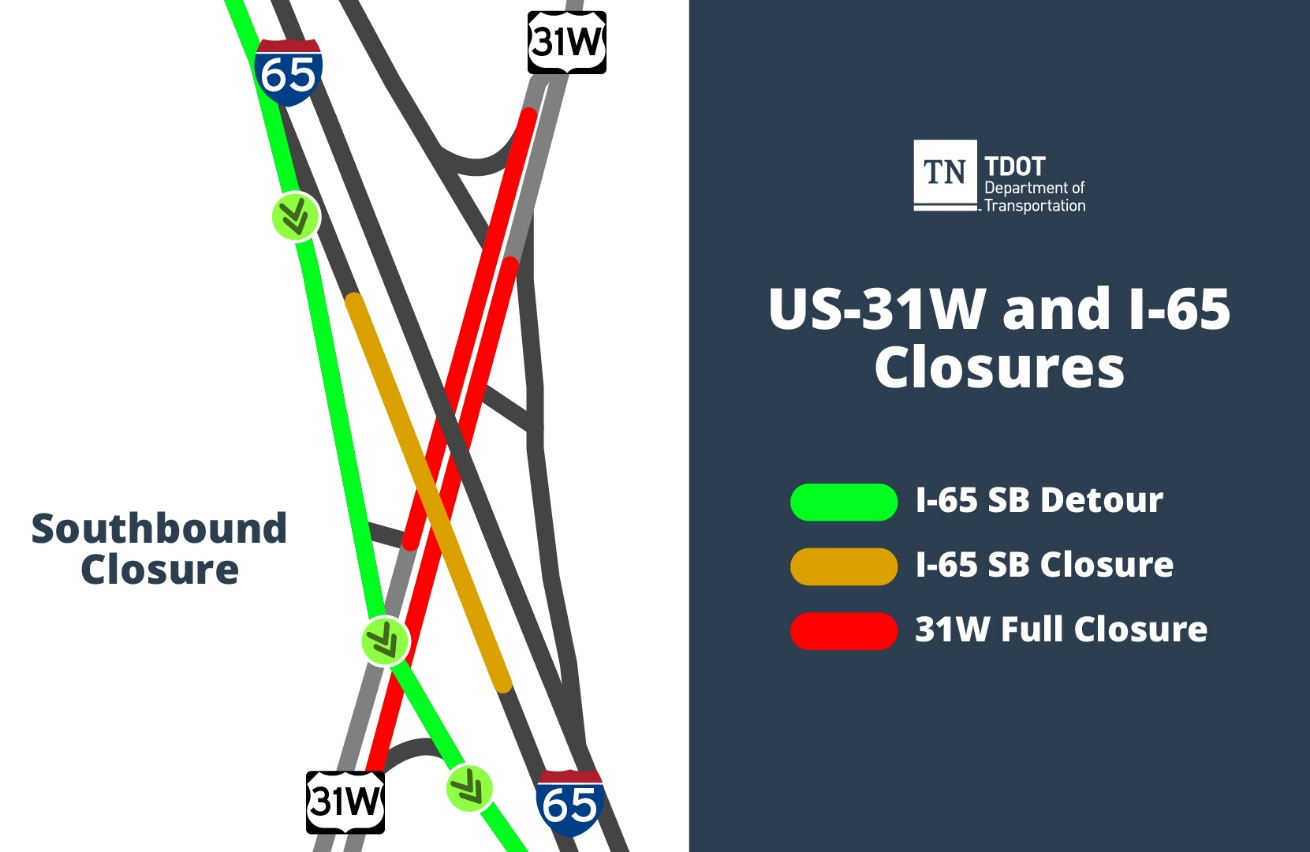 31W
65
Southbound
Closure
31W
65
TN
TDOT
Department of
Transportation
US-31W and I-65
Closures
I-65 SB Detour
I-65 SB Closure
31W Full Closure